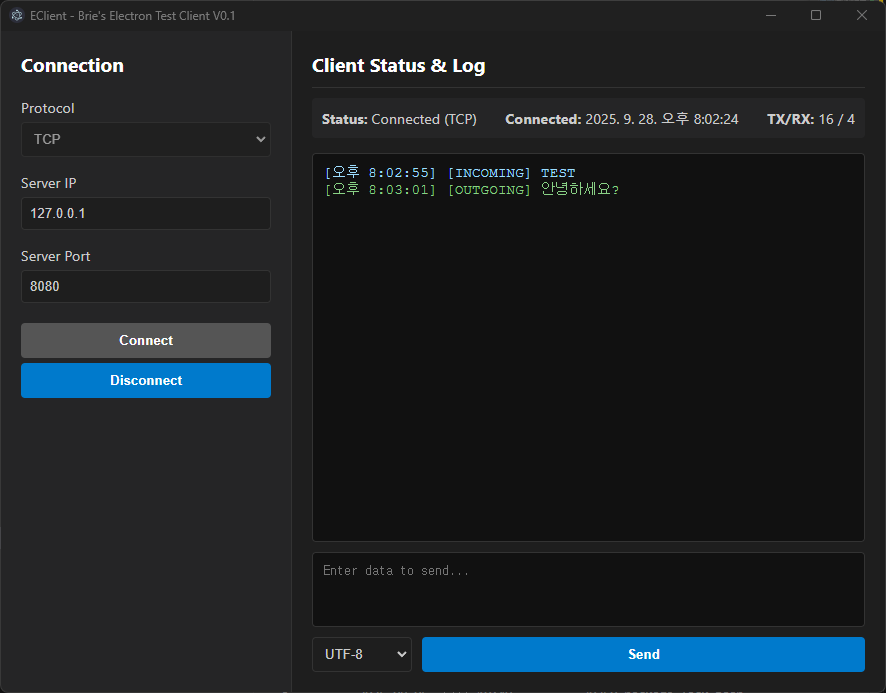 EClient - Brie's Electron Test Client V0.1
Connection
Protocol
TCP
Server IP
127.0.0.1
Server Port
8080
Connect
Disconnect
Client Status & Log
Status: Connected (TCP) Connected: 2025. 9. 28. 오후 8:02:24 TX/RX: 16 / 4
[오후 8:02:55] [INCOMING] TEST
[오후 8:03:01] [OUTGOING] 안녕하세요?
Enter data to send...
UTF-8
Send